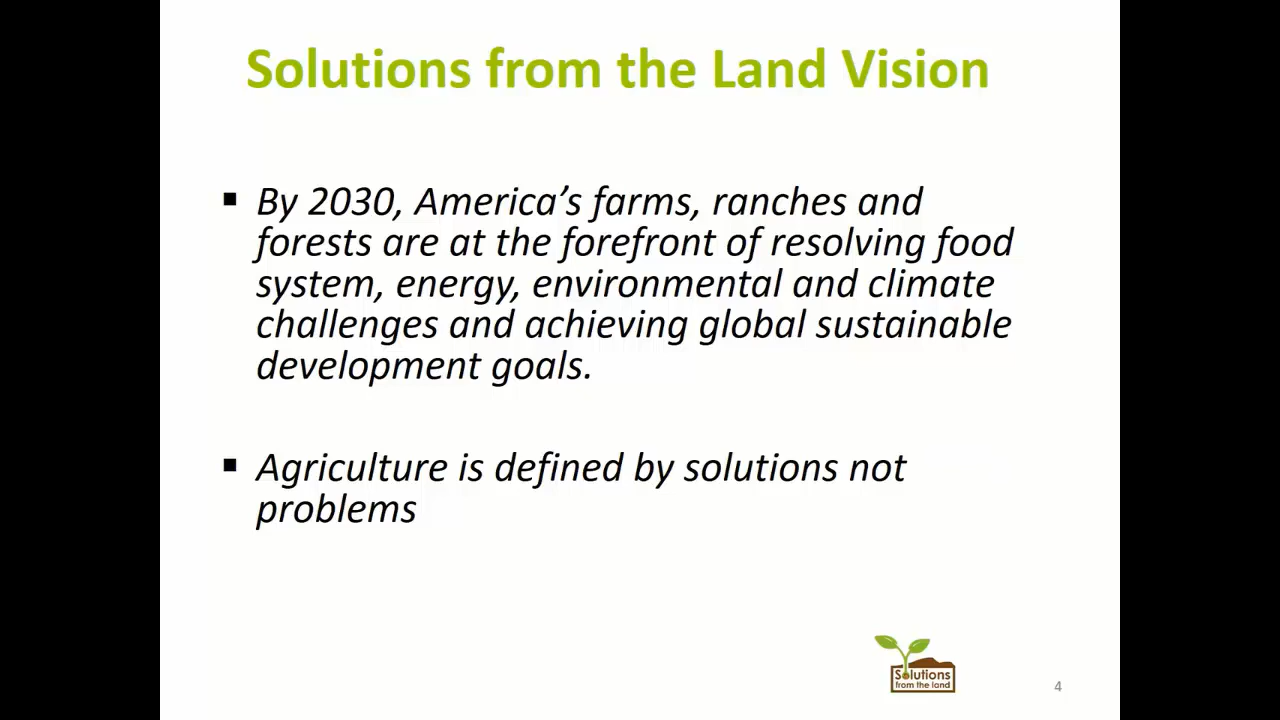 Solutions from the Land Vision
▪ By 2030, America’s farms, ranches and
forests are at the forefront of resolving food
system, energy, environmental and climate
challenges and achieving global sustainable
development goals.
▪ Agriculture is defined by solutions not
problems
Solutions
from the land
4